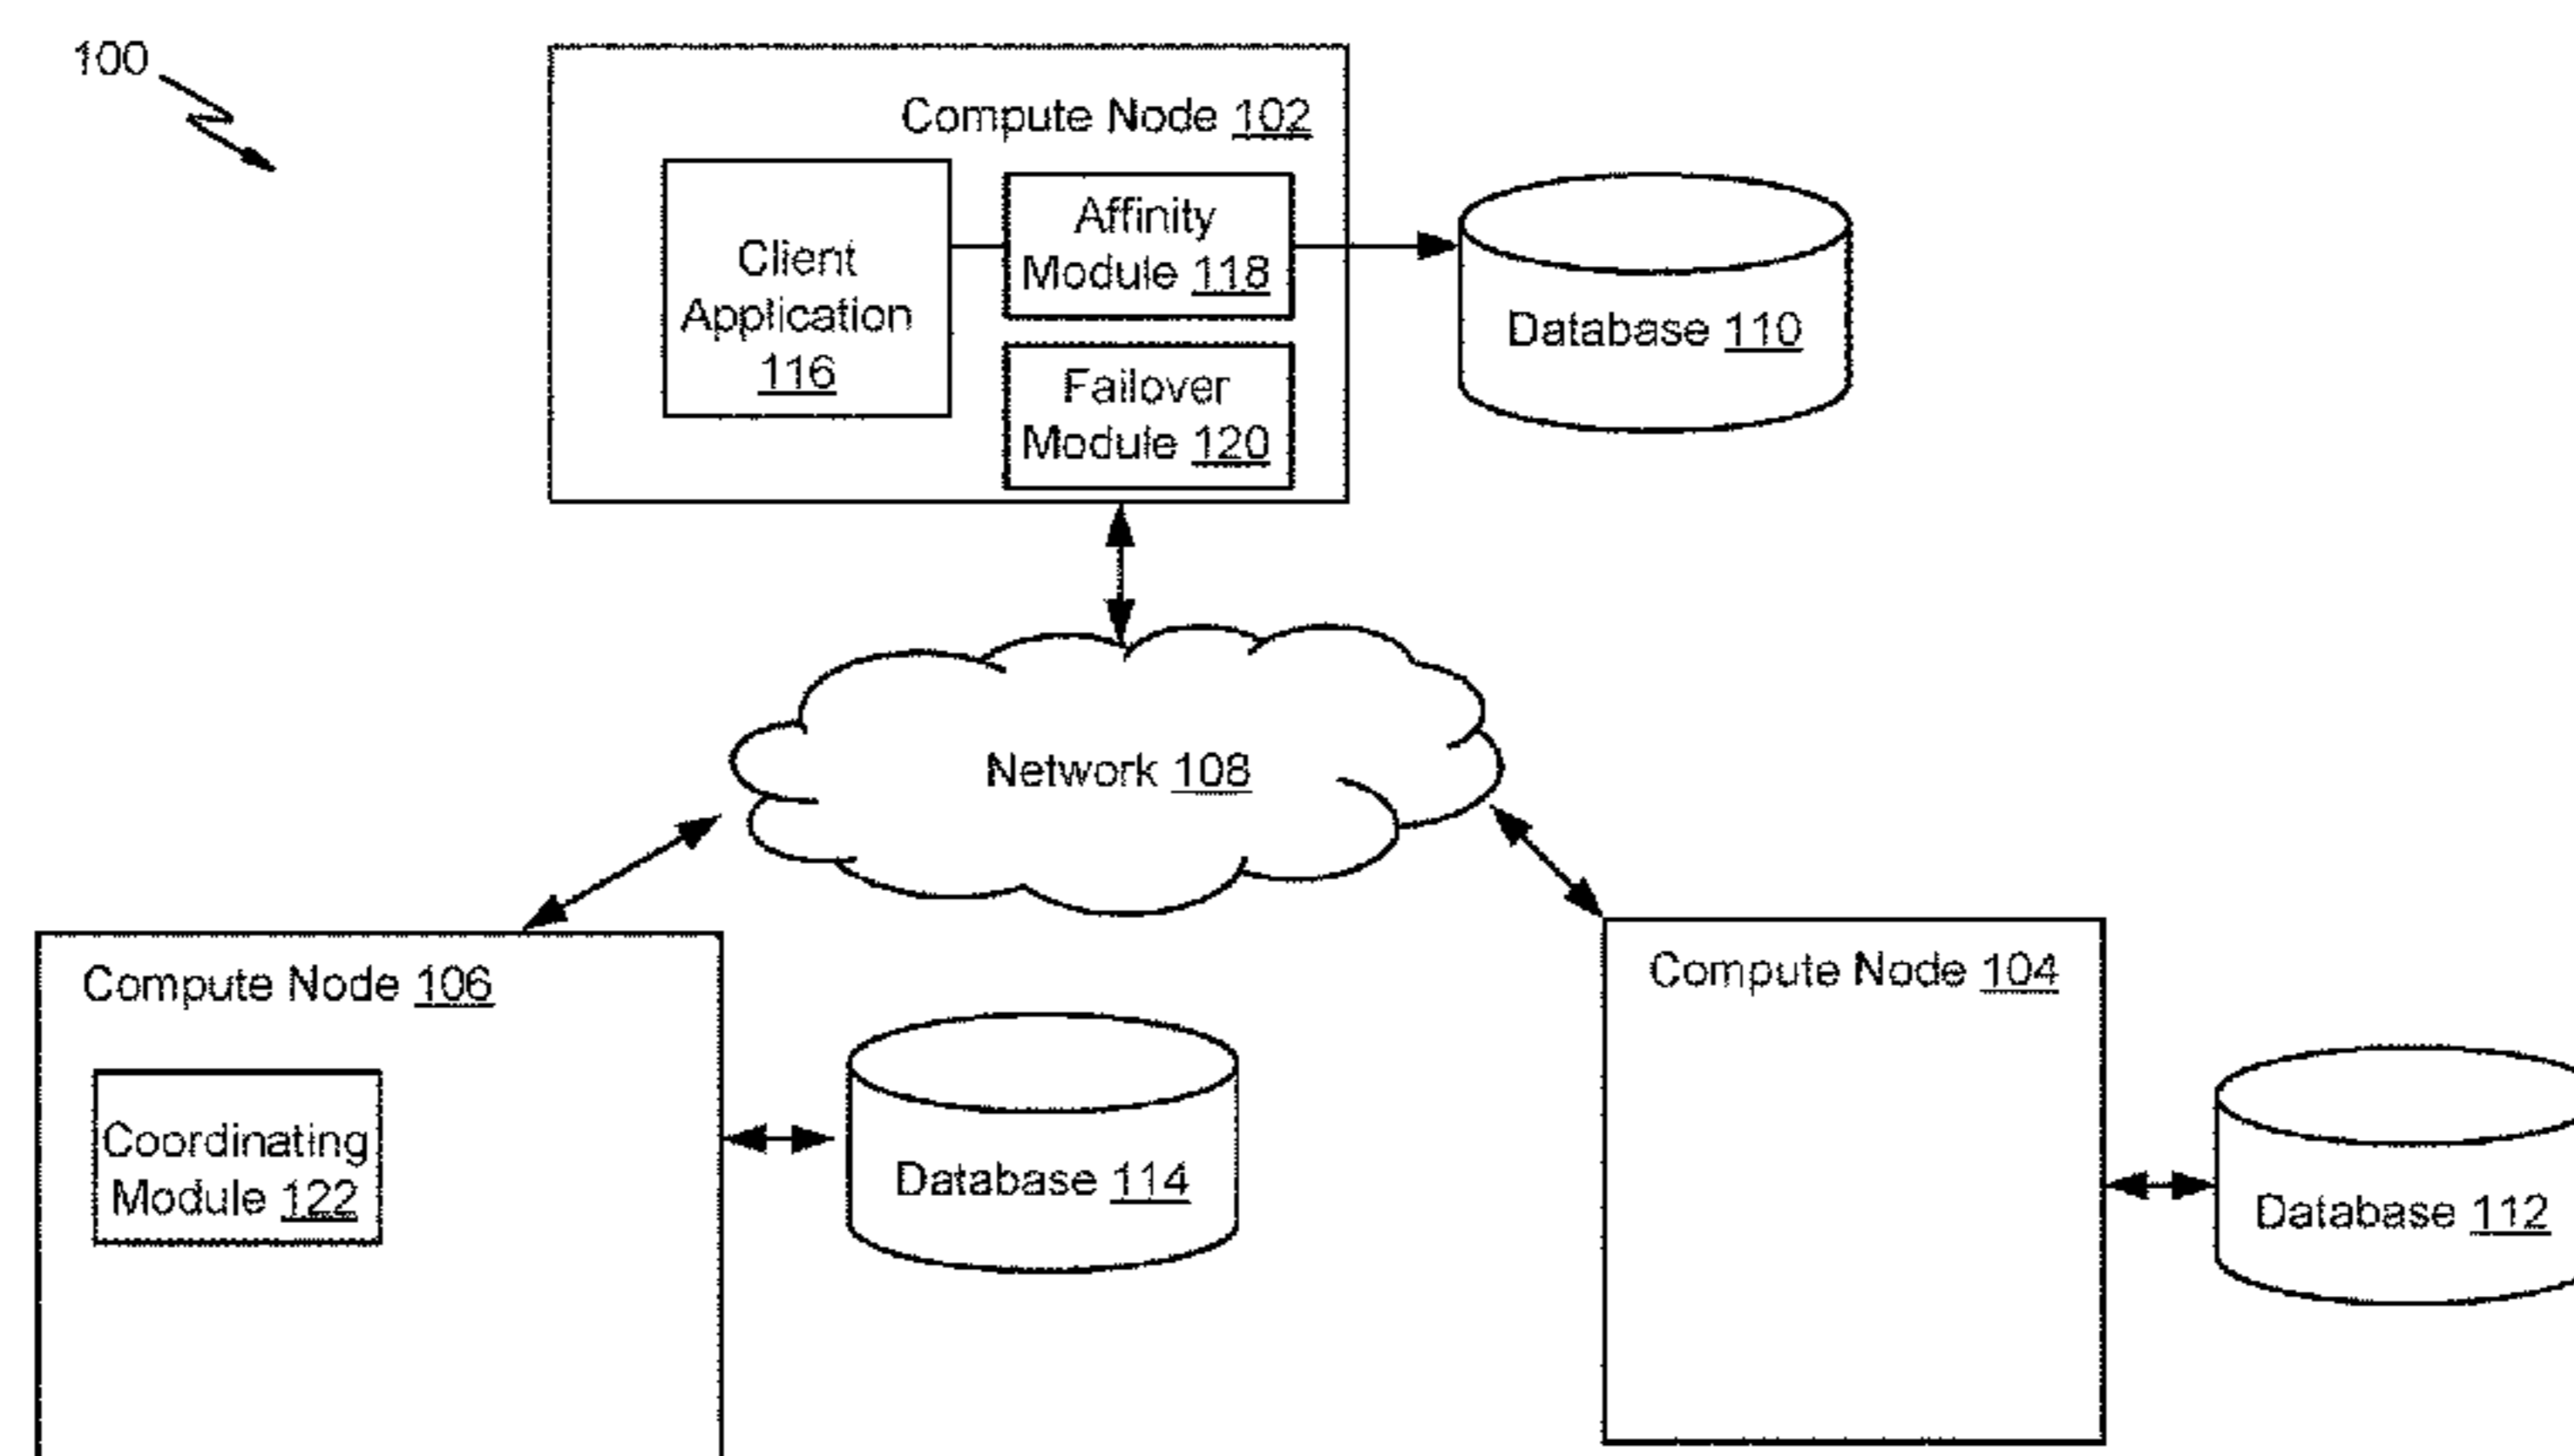 100
Compute Node 102
Client
Application
116
Affinity
Module 118
Failover
Module 120
Database 110
Network 108
Compute Node 106
Coordinating
Module 122
Database 114
Compute Node 104
Database 112